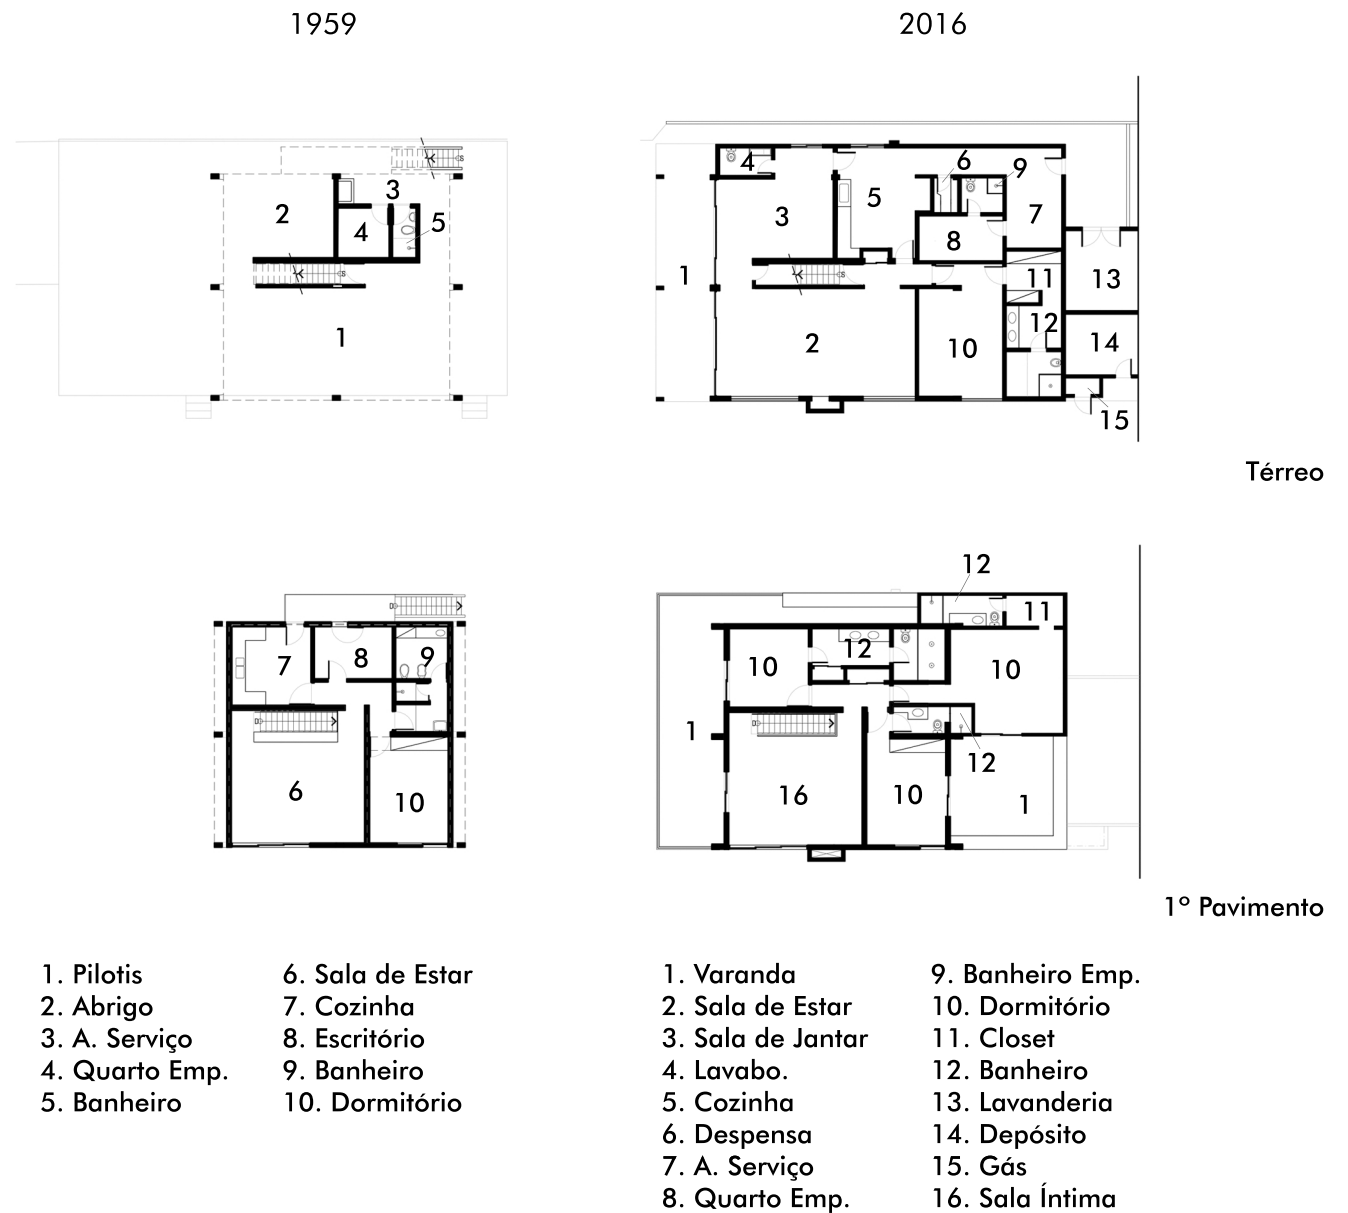 1959
2016
3
2
4
5
1
4
6
9
5
3
7
8
1
11
13
12
2
10
14
15
Térreo
12
11
7
8
9
12
10
10
1
12
6
10
16
10
1
1º Pavimento
1. Pilotis
2. Abrigo
3. A. Serviço
4. Quarto Emp.
5. Banheiro
6. Sala de Estar
7. Cozinha
8. Escritório
9. Banheiro
10. Dormitório
1. Varanda
2. Sala de Estar
3. Sala de Jantar
4. Lavabo.
5. Cozinha
6. Despensa
7. A. Serviço
8. Quarto Emp.
9. Banheiro Emp.
10. Dormitório
11. Closet
12. Banheiro
13. Lavanderia
14. Depósito
15. Gás
16. Sala Íntima